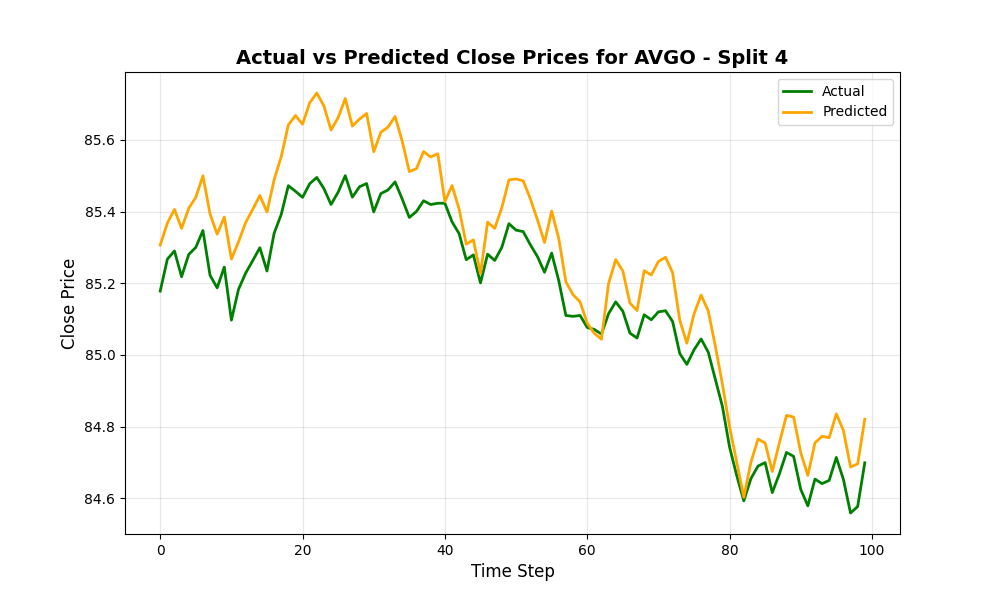 Actual vs Predicted Close Prices for AVGO - Split 4
Actual
Predicted
Close Price
85.6
85.4
85.2
85.0
84.8
84.6
0 20 40 60 80 100
Time Step